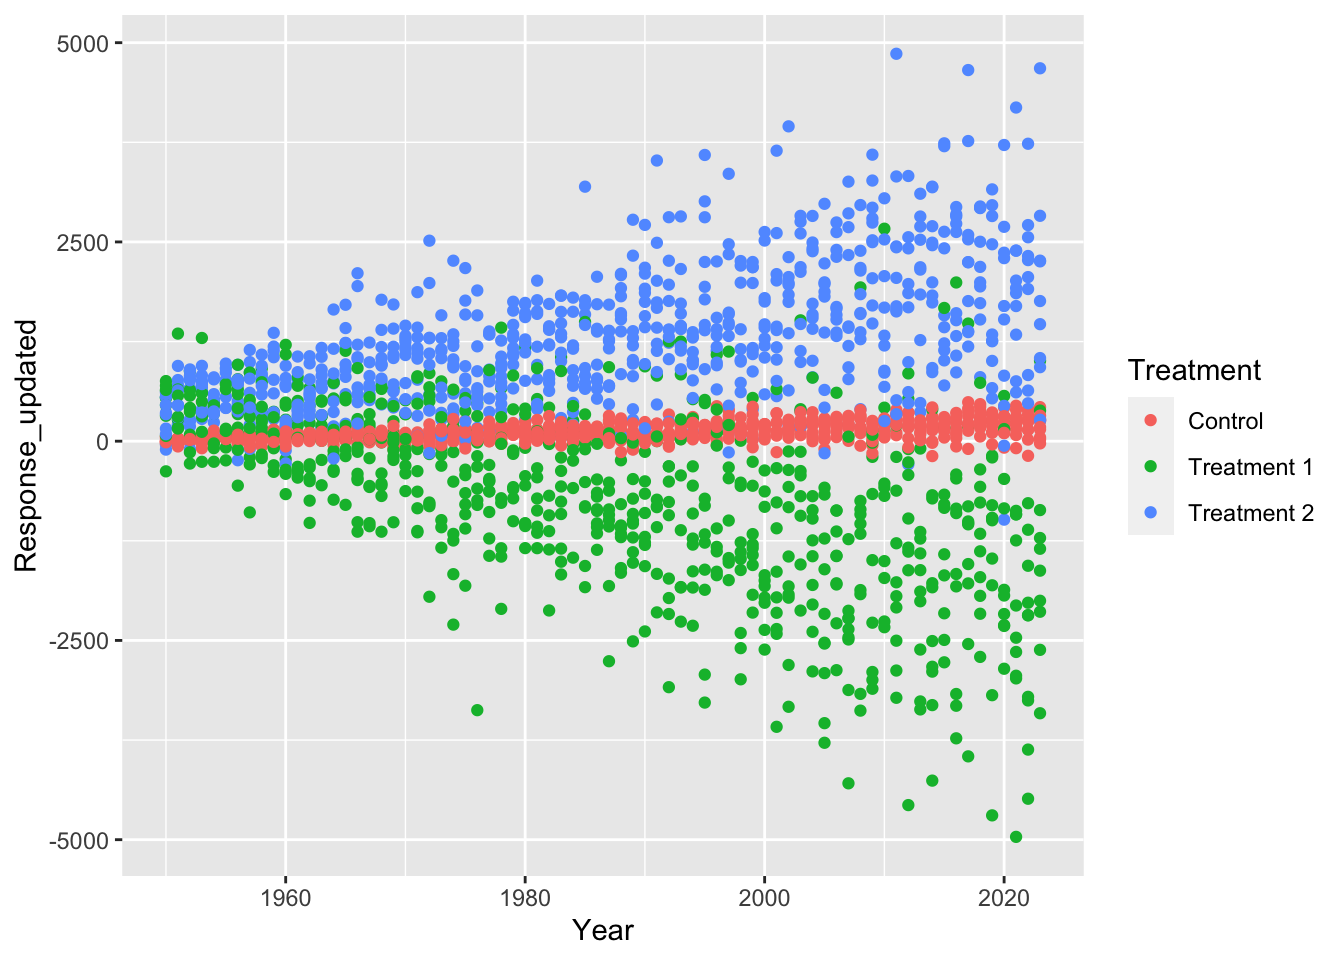 5000
2500
0
-2500
-5000
Response_updated
1960
1980
2000
2020
Year
Treatment
Control
Treatment 1
Treatment 2